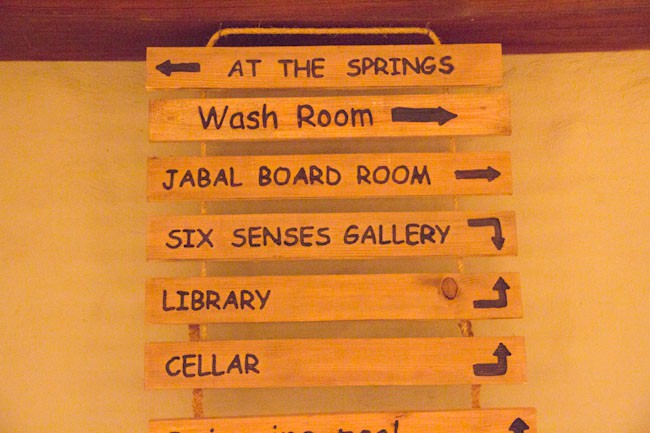 AT THE SPRINGS
Wash Room
JABAL BOARD ROOM
SIX SENSES GALLERY
LIBRARY
CELLAR